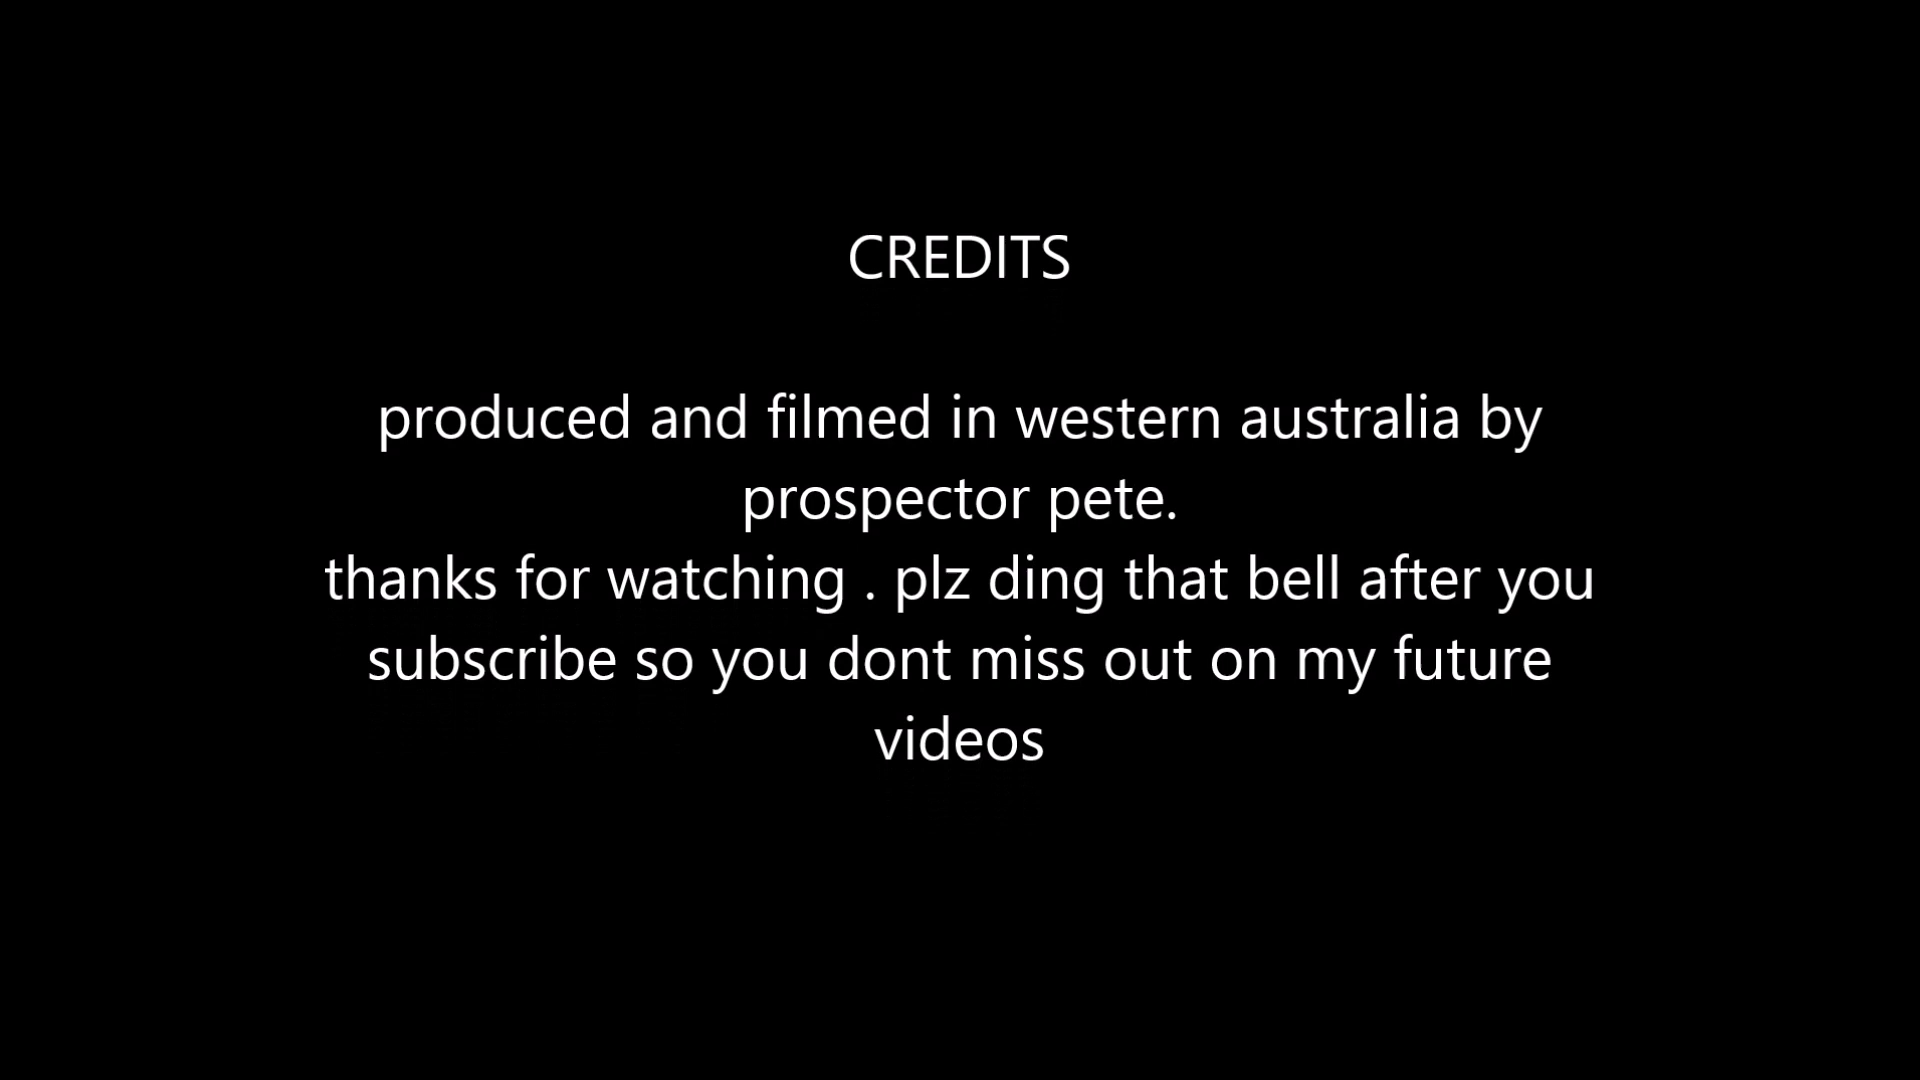 CREDITS
produced and filmed in western australia by
prospector pete.
thanks for watching . plz ding that bell after you
subscribe so you dont miss out on my future
videos